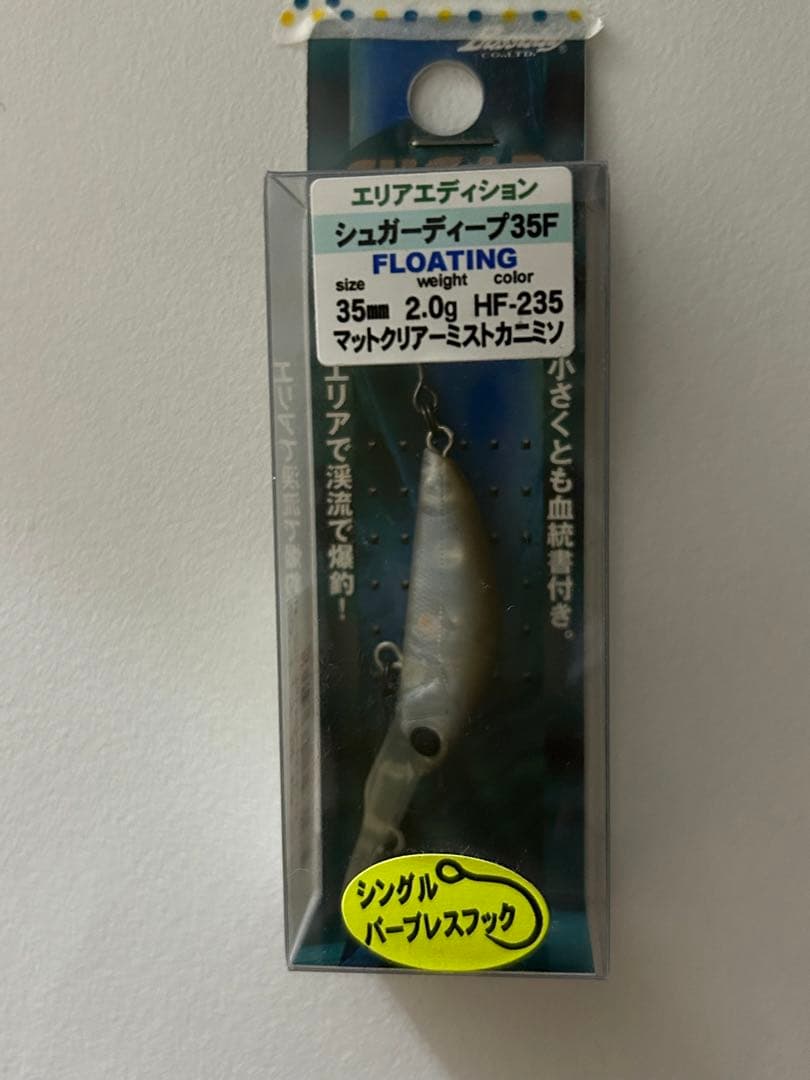 CO.,LTD.
エリアエディション
シュガーディープ35F
FLOATING
size weight color
35㎜ 2.0g HF-235
マットクリアーミストカニミソ
小さくとも血統書付き。
エリアで渓流で爆釣！
シングル
バーブレスフック